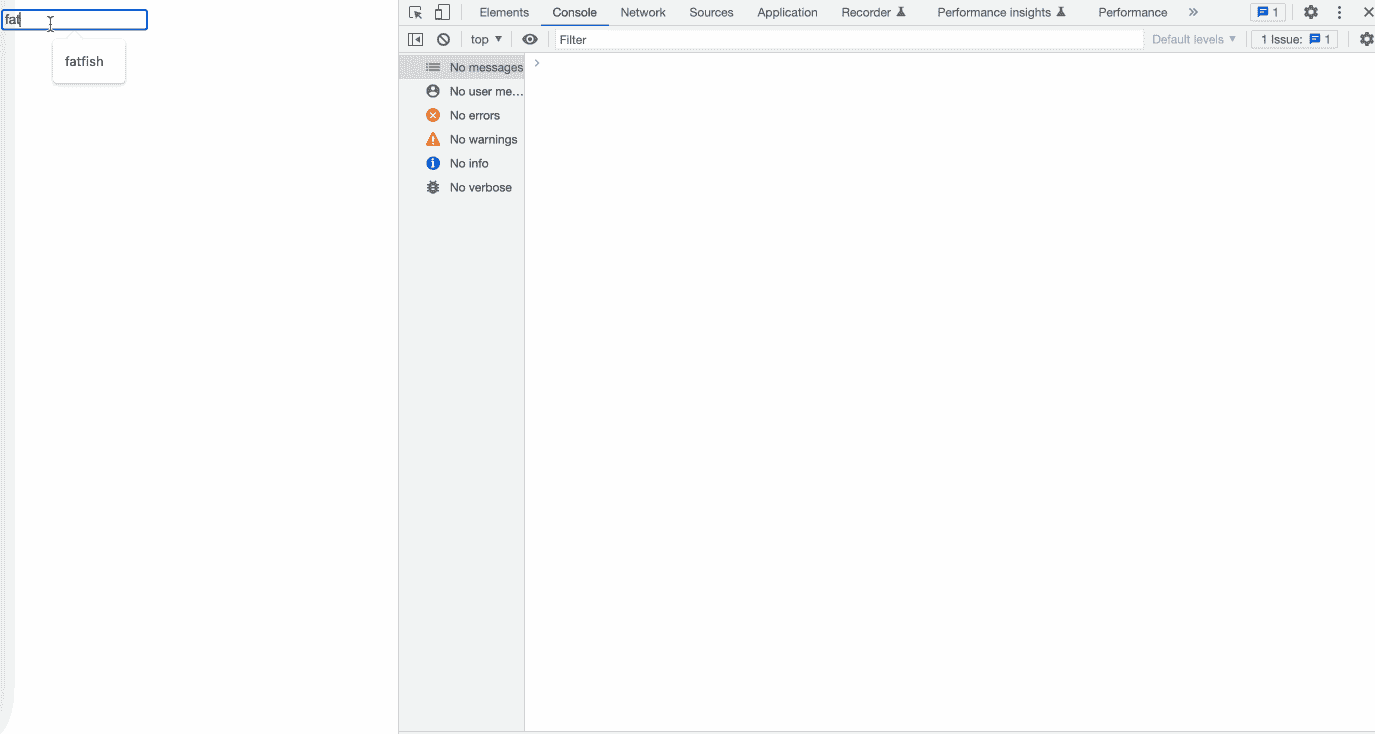 fat
fatfish
Elements Console Network Sources Application Recorder Performance insights Performance » 1
top Filter Default levels 1 Issue: 1
No messages
No user me…
No errors
No warnings
No info
No verbose